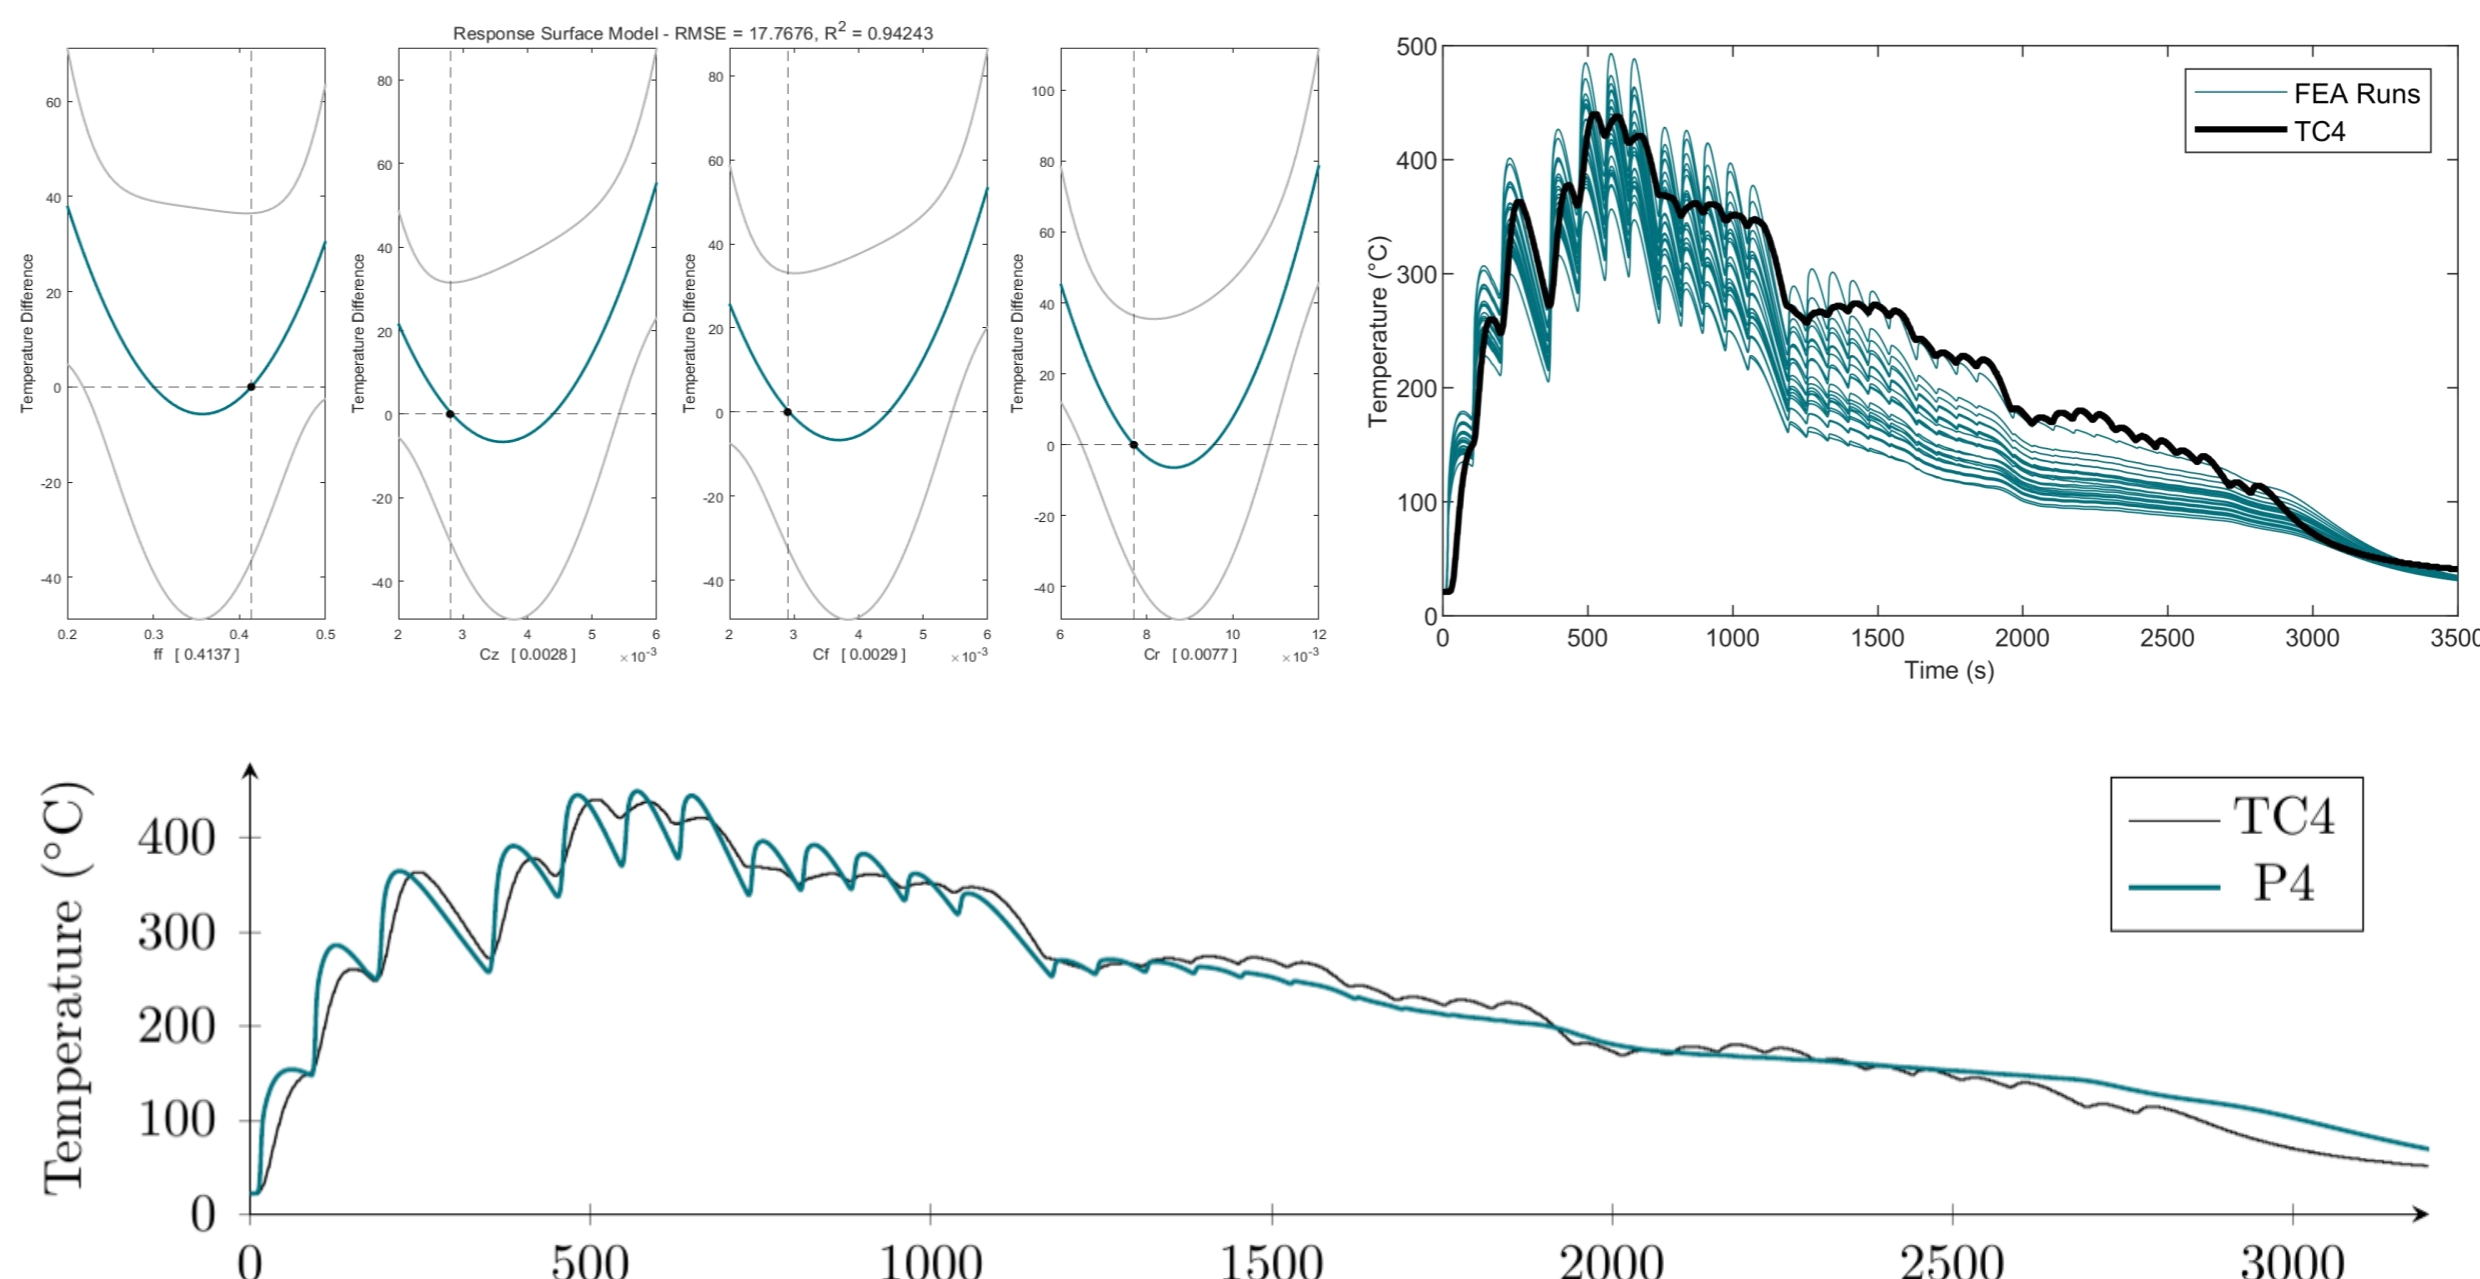 Response Surface Model - RMSE = 17.7676, R² = 0.94243
Temperature Difference
60
40
20
0
-20
-40
0.2 0.3 0.4 0.5
ff [ 0.4137 ]
Temperature Difference
80
60
40
20
0
-20
-40
2 3 4 5 6
Cz [ 0.0028 ] ×10⁻³
Temperature Difference
80
60
40
20
0
-20
-40
2 3 4 5 6
Cf [ 0.0029 ] ×10⁻³
Temperature Difference
100
80
60
40
20
0
-20
-40
6 8 10 12
Cr [ 0.0077 ] ×10⁻³
Temperature (°C)
500
400
300
200
100
0
FEA Runs
TC4
0 500 1000 1500 2000 2500 3000 3500
Time (s)
Temperature (°C)
400
300
200
100
0
TC4
P4
0 500 1000 1500 2000 2500 3000